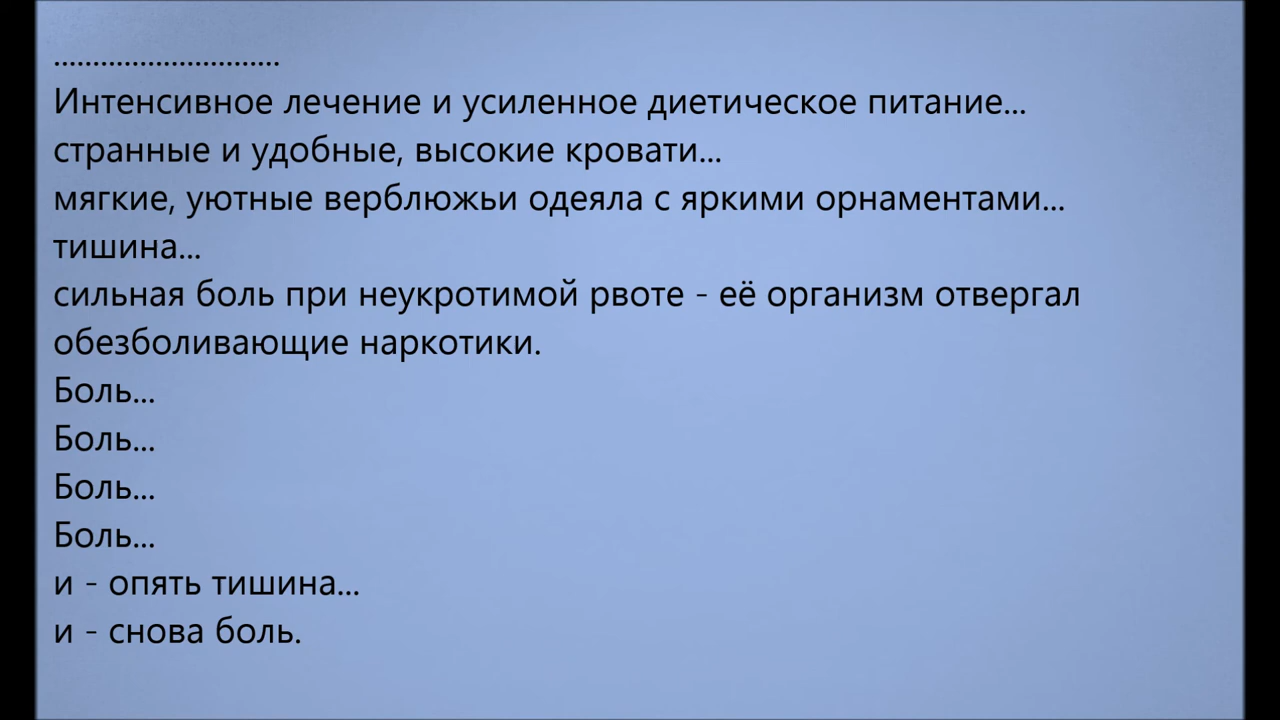 .............................
Интенсивное лечение и усиленное диетическое питание...
странные и удобные, высокие кровати...
мягкие, уютные верблюжьи одеяла с яркими орнаментами...
тишина...
сильная боль при неукротимой рвоте - её организм отвергал
обезболивающие наркотики.
Боль...
Боль...
Боль...
Боль...
и - опять тишина...
и - снова боль.